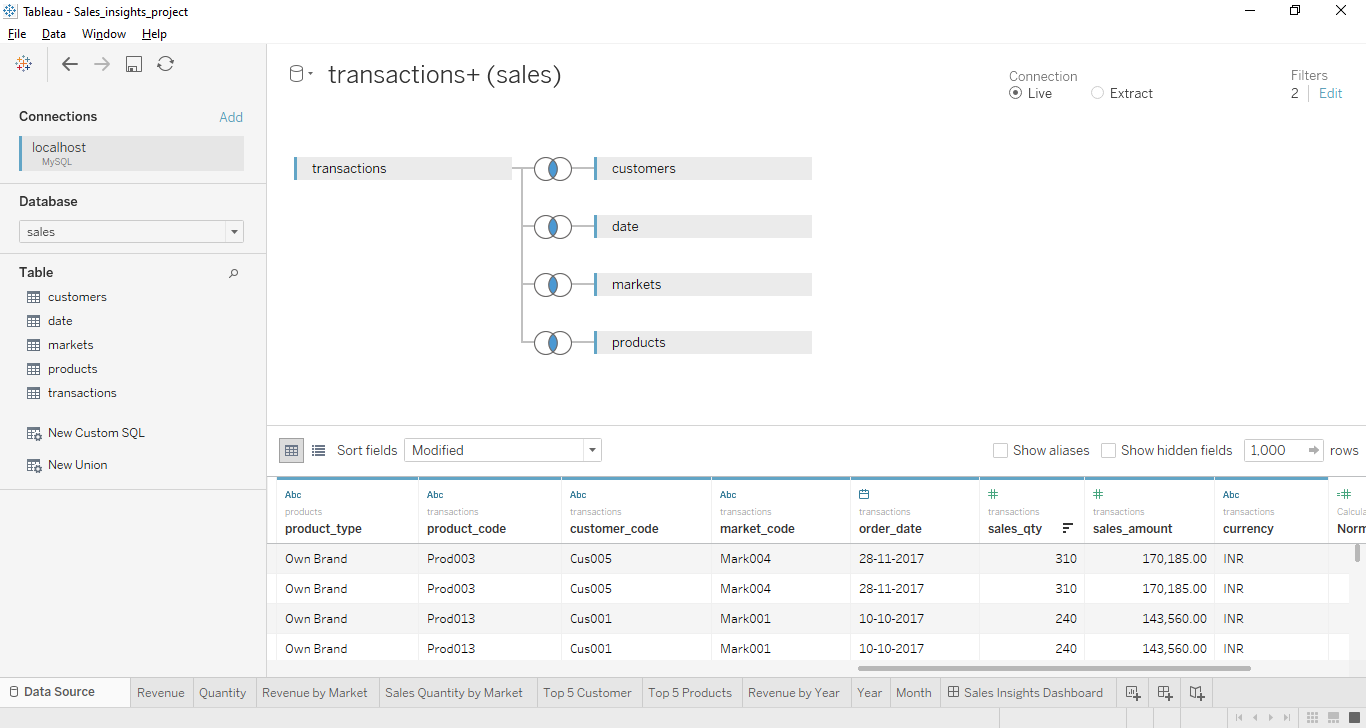 Tableau - Sales_insights_project
File Data Window Help
transactions+ (sales)
Connection
Live Extract
Filters
2 Edit
Connections Add
localhost
MySQL
Database
sales
Table
customers
date
markets
products
transactions
New Custom SQL
New Union
transactions
customers
date
markets
products
Sort fields Modified Show aliases Show hidden fields 1,000 rows
Abc Abc Abc Abc Abc
products transactions transactions transactions transactions transactions transactions transactions Calcula
product_type product_code customer_code market_code order_date sales_qty sales_amount currency Norm
Own Brand Prod003 Cus005 Mark004 28-11-2017 310 170,185.00 INR
Own Brand Prod003 Cus005 Mark004 28-11-2017 310 170,185.00 INR
Own Brand Prod013 Cus001 Mark001 10-10-2017 240 143,560.00 INR
Own Brand Prod013 Cus001 Mark001 10-10-2017 240 143,560.00 INR
Data Source Revenue Quantity Revenue by Market Sales Quantity by Market Top 5 Customer Top 5 Products Revenue by Year Year Month Sales Insights Dashboard